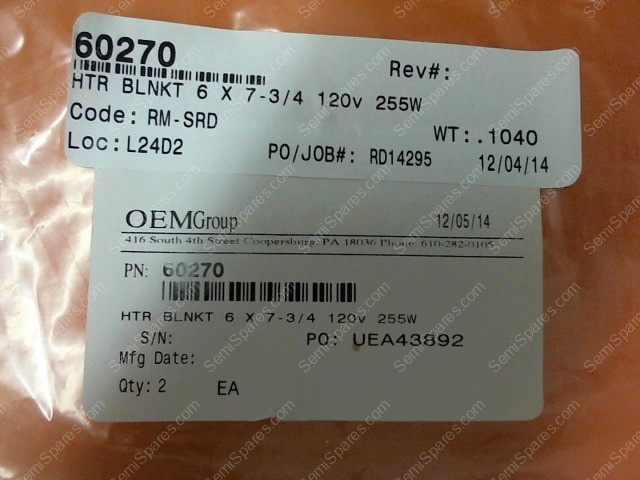 60270
Rev#:
HTR BLNKT 6 X 7-3/4 120v 255W
Code: RM-SRD
WT:.1040
Loc:L24D2
PO/JOB#: RD14295
12/04/14
OEMGroup
12/05/14
416 South 4th Street Coopersburg, PA 18036 Phone: 610-282-0105
PN: 60270
HTR BLNKT 6 X 7-3/4 120v 255W
S/N:
PO: UEA43892
Mfg Date:
Qty: 2 EA
SemiSpares.com